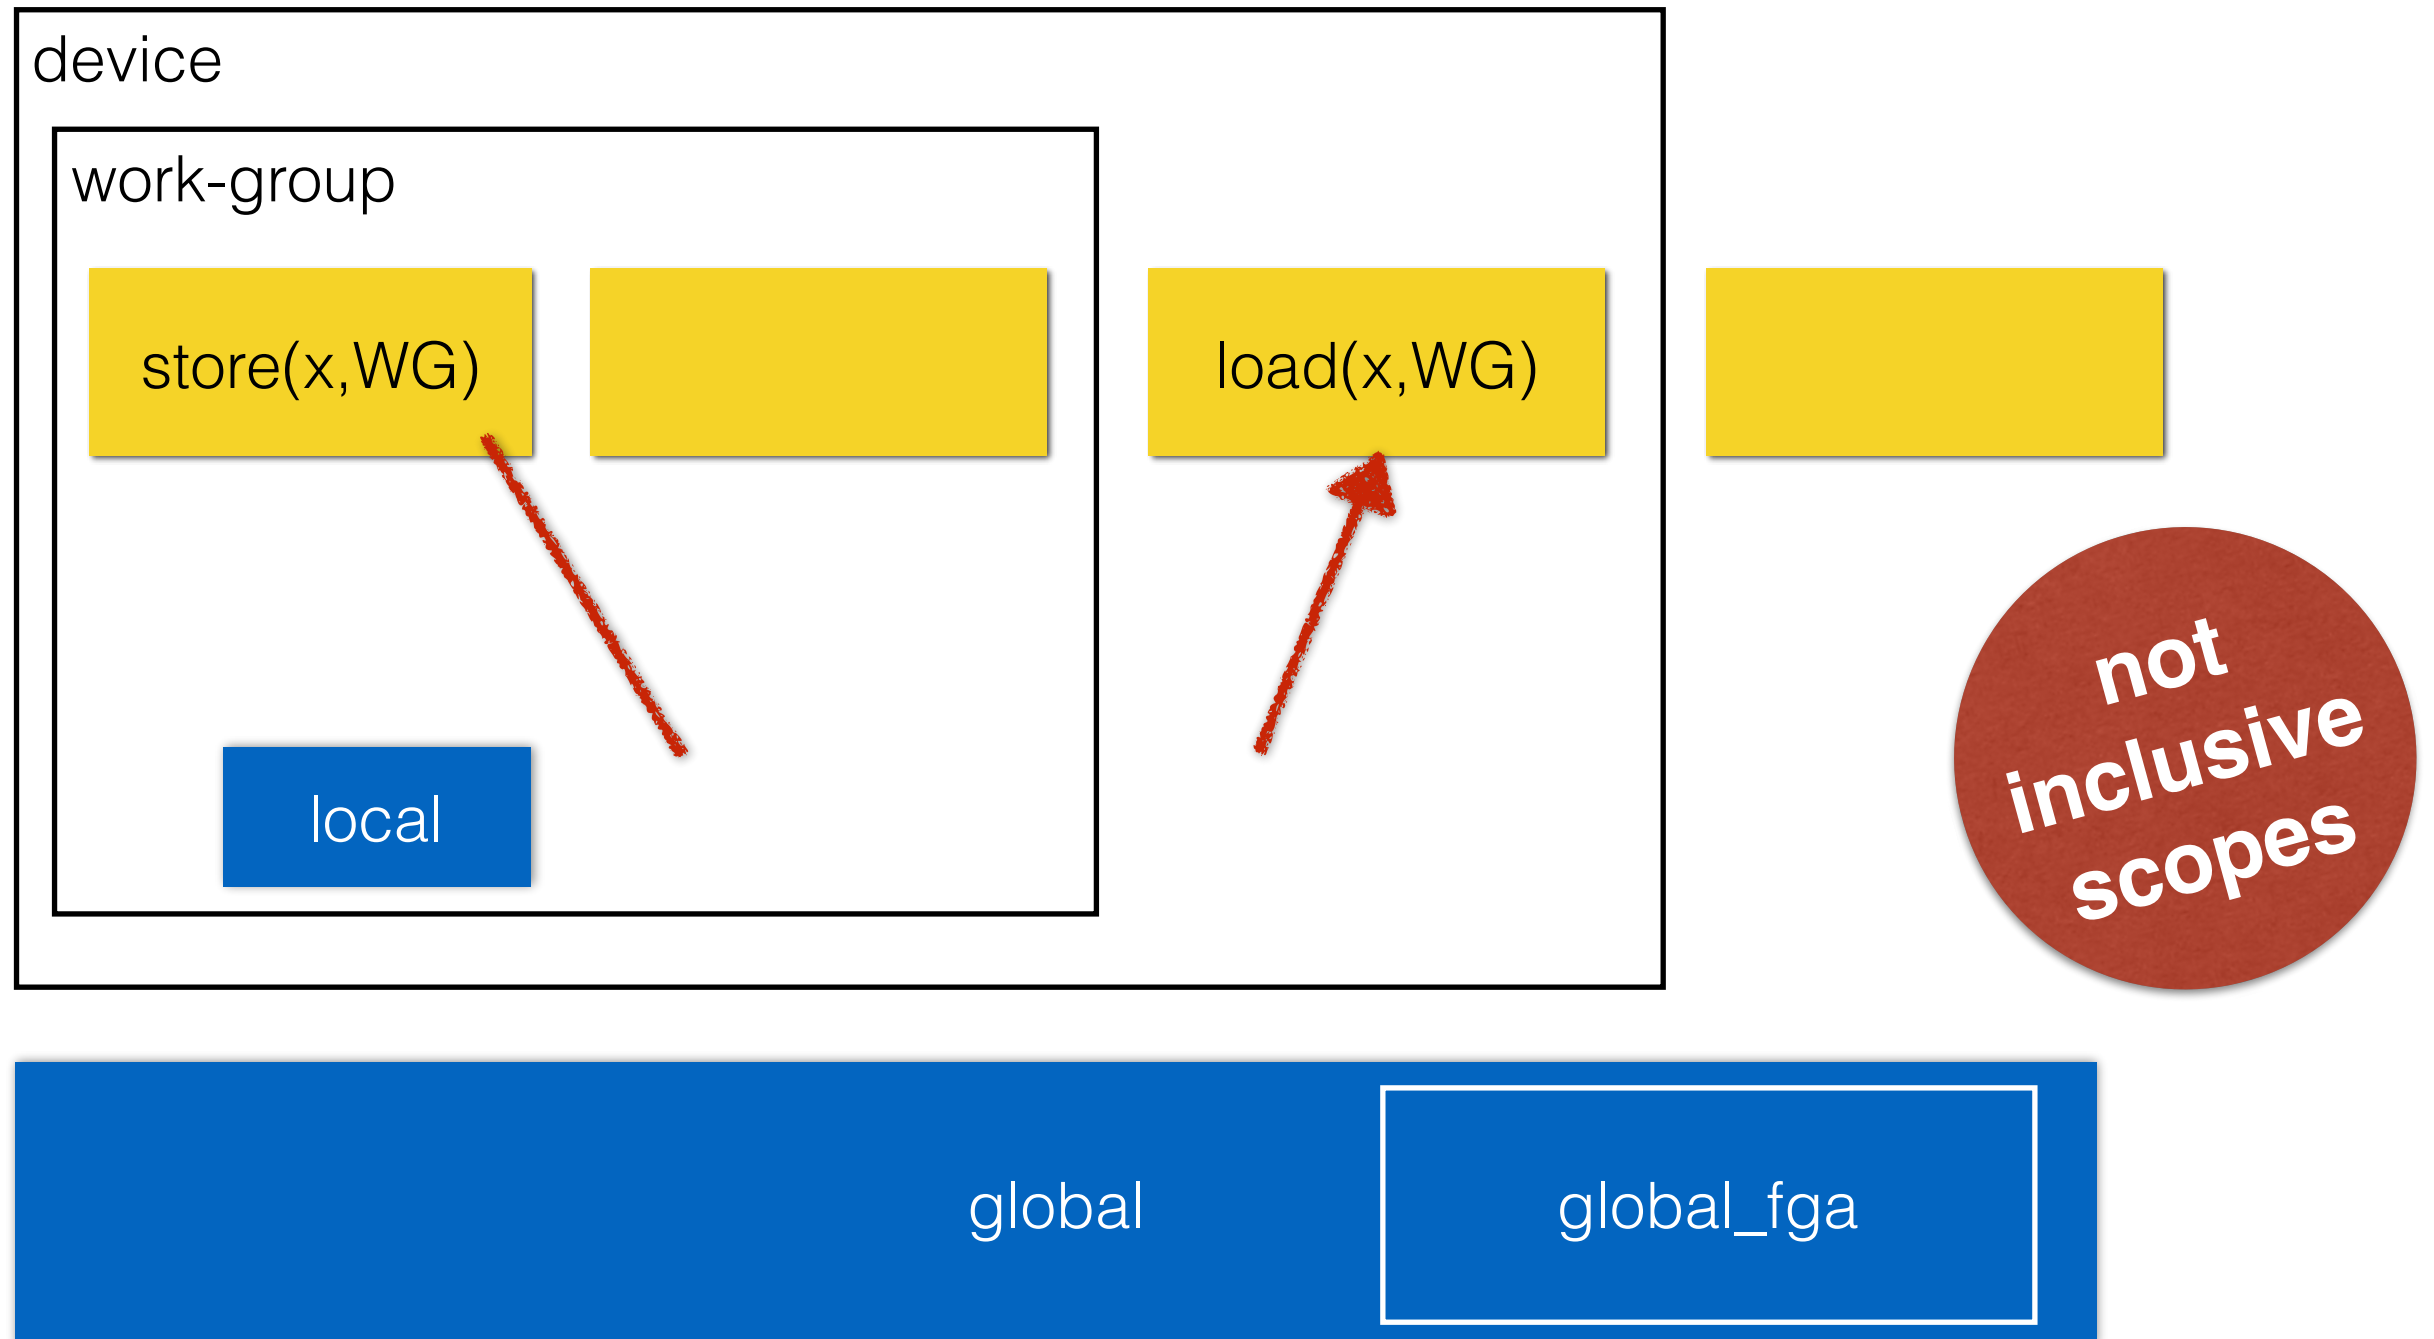 device
work-group
store(x,WG)
load(x,WG)
not
inclusive
scopes
local
global
global_fga